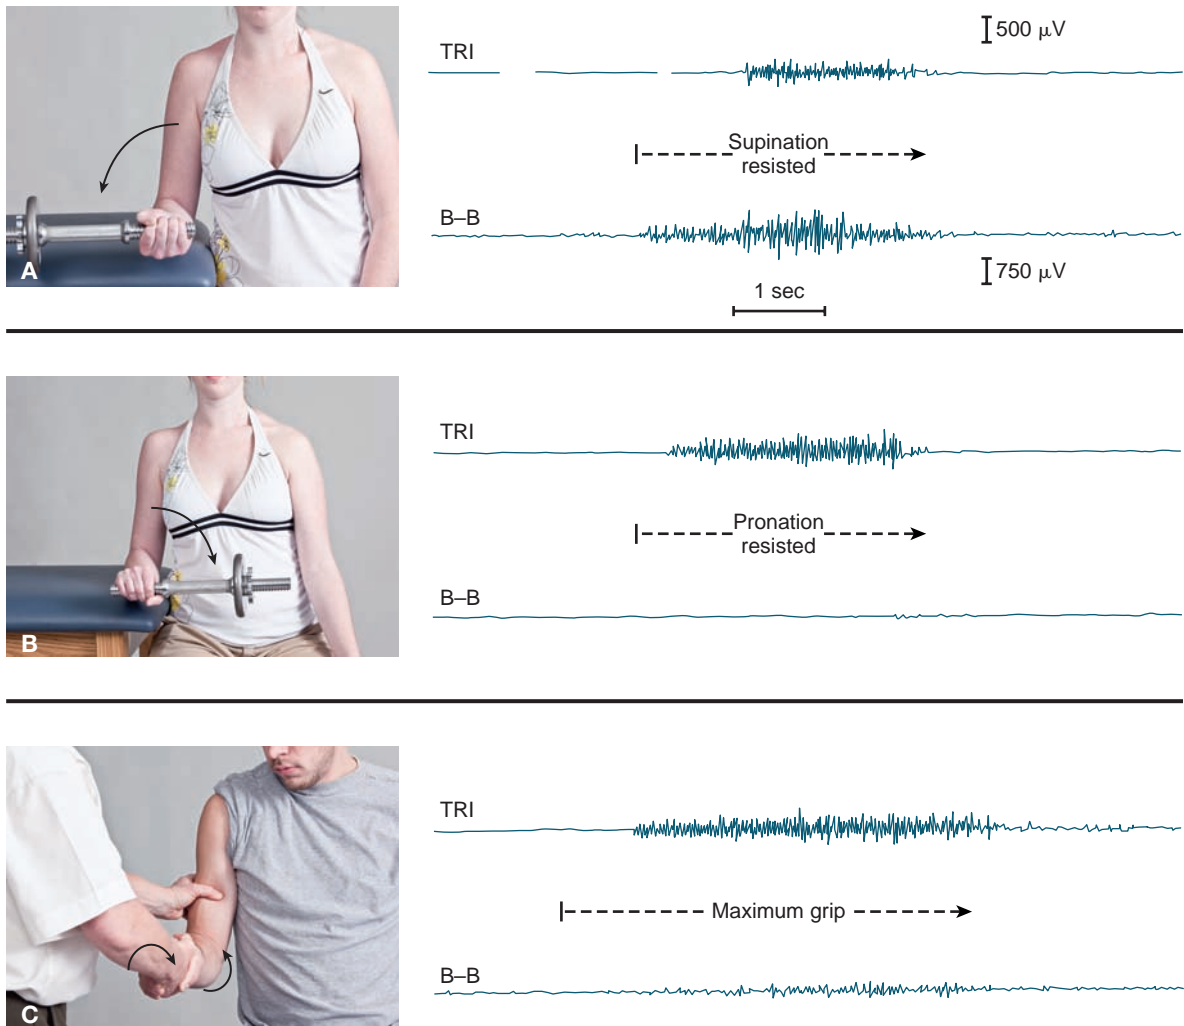 500 μV
TRI
Supination
resisted
B–B
A
750 μV
1 sec
TRI
Pronation
resisted
B–B
B
TRI
Maximum grip
B–B
C